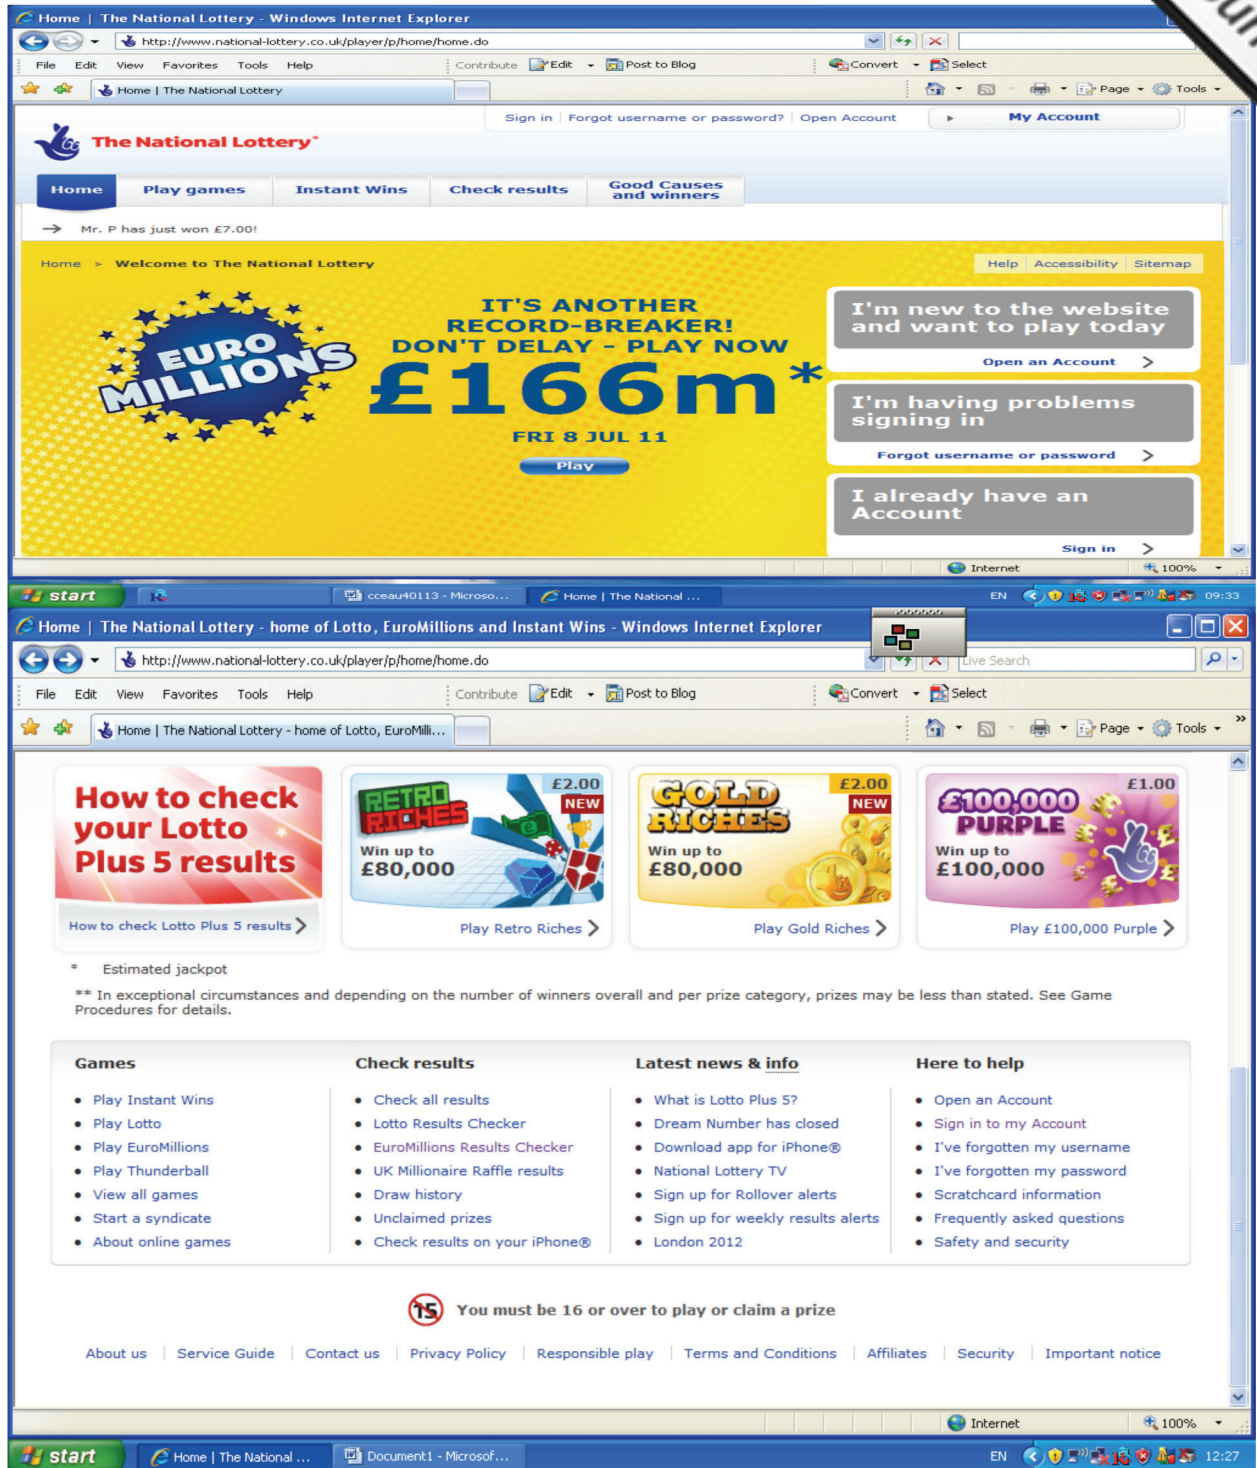 Home | The National Lottery - Windows Internet Explorer
http://www.national-lottery.co.uk/player/p/home/home.do
File Edit View Favorites Tools Help Contribute Edit Post to Blog Convert Select
Home | The National Lottery Page Tools
Sign in | Forgot username or password? | Open Account My Account
The National Lottery®
Home Play games Instant Wins Check results Good Causes and winners
→ Mr. P has just won £7.00!
Home > Welcome to The National Lottery Help Accessibility Sitemap
EURO
MILLIONS
IT'S ANOTHER
RECORD-BREAKER!
DON'T DELAY - PLAY NOW
£166m*
FRI 8 JUL 11
Play
I'm new to the website
and want to play today
Open an Account >
I'm having problems
signing in
Forgot username or password >
I already have an
Account
Sign in >
Internet 100%
start cceau40113 - Microso... Home | The National ... EN 09:33
Home | The National Lottery - home of Lotto, EuroMillions and Instant Wins - Windows Internet Explorer
http://www.national-lottery.co.uk/player/p/home/home.do Live Search
File Edit View Favorites Tools Help Contribute Edit Post to Blog Convert Select
Home | The National Lottery - home of Lotto, EuroMilli... Page Tools »
How to check
your Lotto
Plus 5 results
How to check Lotto Plus 5 results >
£2.00
NEW
RETRO
RICHES
Win up to
£80,000
Play Retro Riches >
£2.00
NEW
GOLD
RICHES
Win up to
£80,000
Play Gold Riches >
£1.00
£100,000
PURPLE
Win up to
£100,000
Play £100,000 Purple >
* Estimated jackpot
** In exceptional circumstances and depending on the number of winners overall and per prize category, prizes may be less than stated. See Game
Procedures for details.
Games
• Play Instant Wins
• Play Lotto
• Play EuroMillions
• Play Thunderball
• View all games
• Start a syndicate
• About online games
Check results
• Check all results
• Lotto Results Checker
• EuroMillions Results Checker
• UK Millionaire Raffle results
• Draw history
• Unclaimed prizes
• Check results on your iPhone®
Latest news & info
• What is Lotto Plus 5?
• Dream Number has closed
• Download app for iPhone®
• National Lottery TV
• Sign up for Rollover alerts
• Sign up for weekly results alerts
• London 2012
Here to help
• Open an Account
• Sign in to my Account
• I've forgotten my username
• I've forgotten my password
• Scratchcard information
• Frequently asked questions
• Safety and security
15 You must be 16 or over to play or claim a prize
About us | Service Guide | Contact us | Privacy Policy | Responsible play | Terms and Conditions | Affiliates | Security | Important notice
Internet 100%
start Home | The National ... Document1 - Microsof... EN 12:27